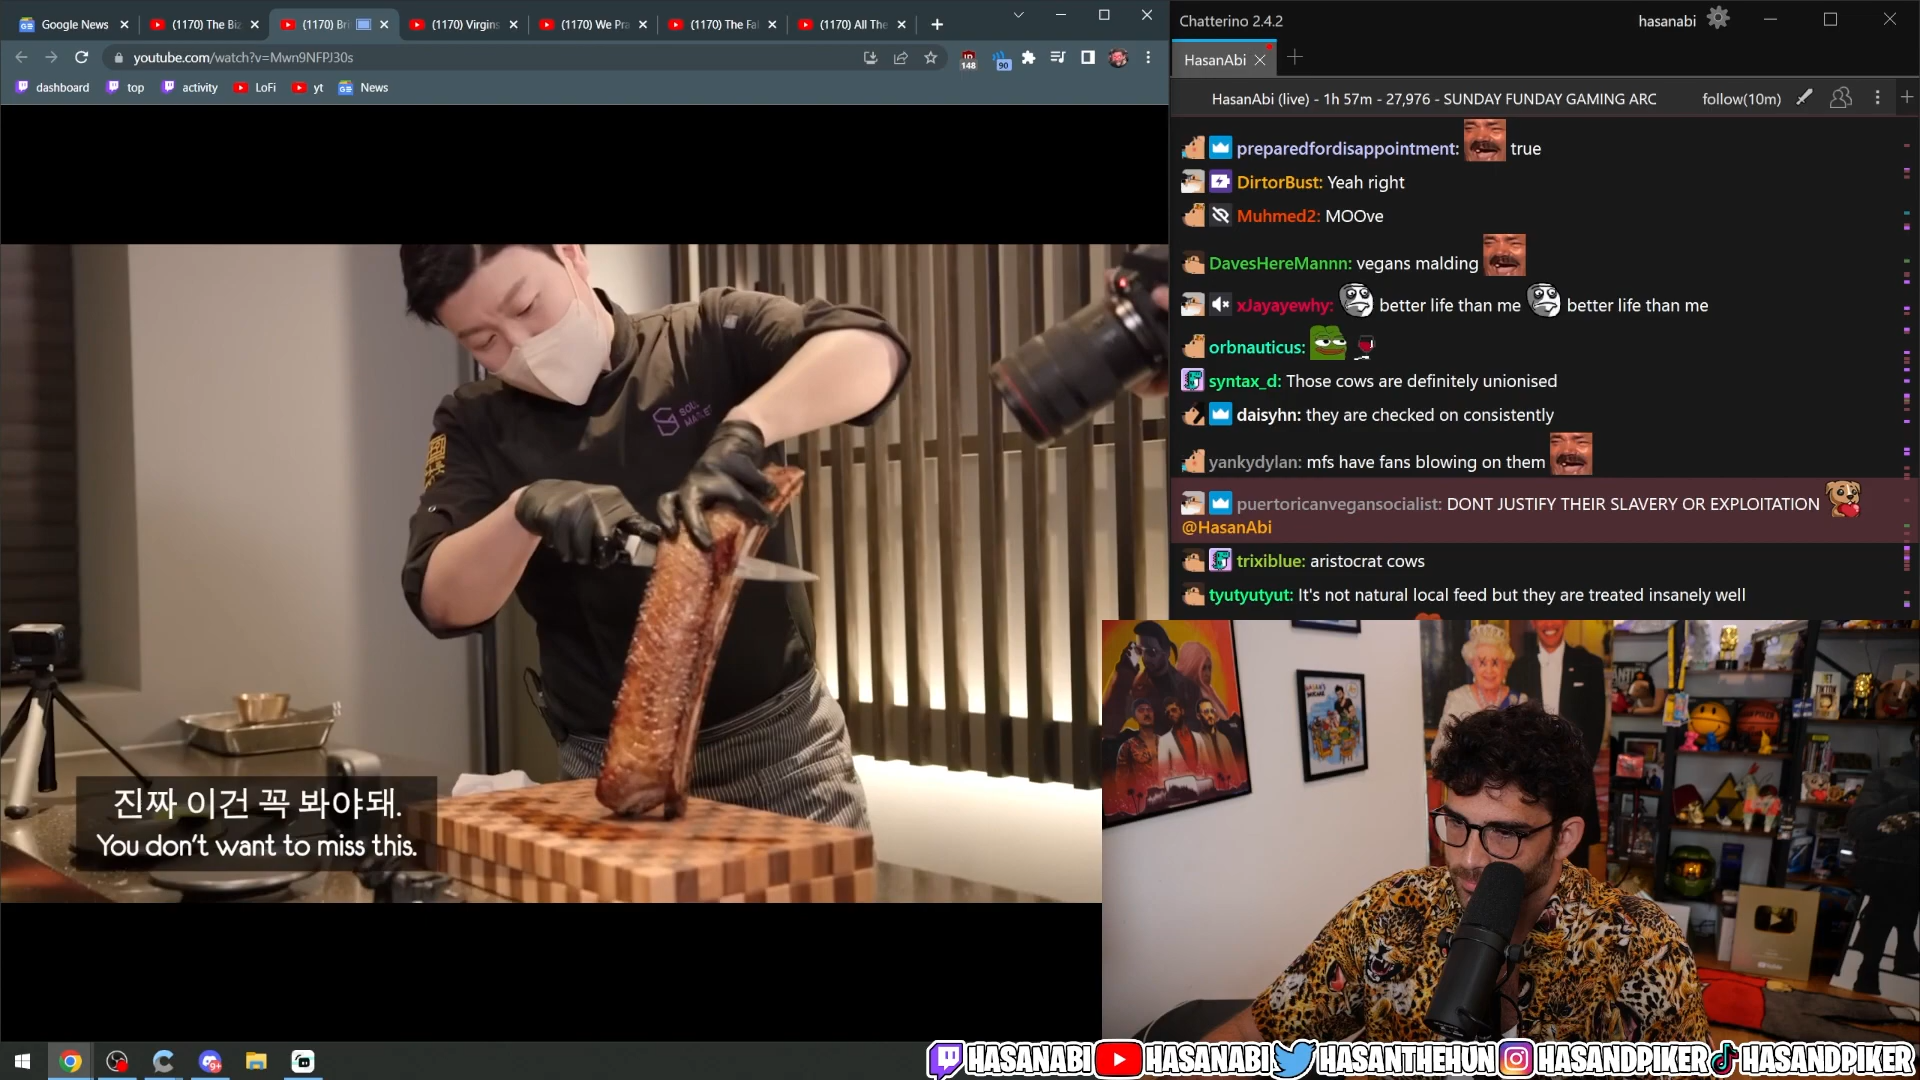 Google News
(1170) The Biz
(1170) Bri
(1170) Virgins
(1170) We Pra
(1170) The Fal
(1170) All The
youtube.com/watch?v=Mwn9NFPJ30s
148
90
dashboard
top
activity
LoFi
yt
News
진짜 이건 꼭 봐야돼.
You don't want to miss this.
Chatterino 2.4.2
hasanabi
HasanAbi
HasanAbi (live) - 1h 57m - 27,976 - SUNDAY FUNDAY GAMING ARC
follow(10m)
preparedfordisappointment: true
DirtorBust: Yeah right
Muhmed2: MOOve
DavesHereMannn: vegans malding
xJayayewhy: better life than me better life than me
orbnauticus:
syntax_d: Those cows are definitely unionised
daisyhn: they are checked on consistently
yankydylan: mfs have fans blowing on them
puertoricanvegansocialist: DONT JUSTIFY THEIR SLAVERY OR EXPLOITATION
@HasanAbi
trixiblue: aristocrat cows
tyutyutyut: It's not natural local feed but they are treated insanely well
HASANABI HASANABI HASANTHEHUN HASANDPIKER HASANDPIKER